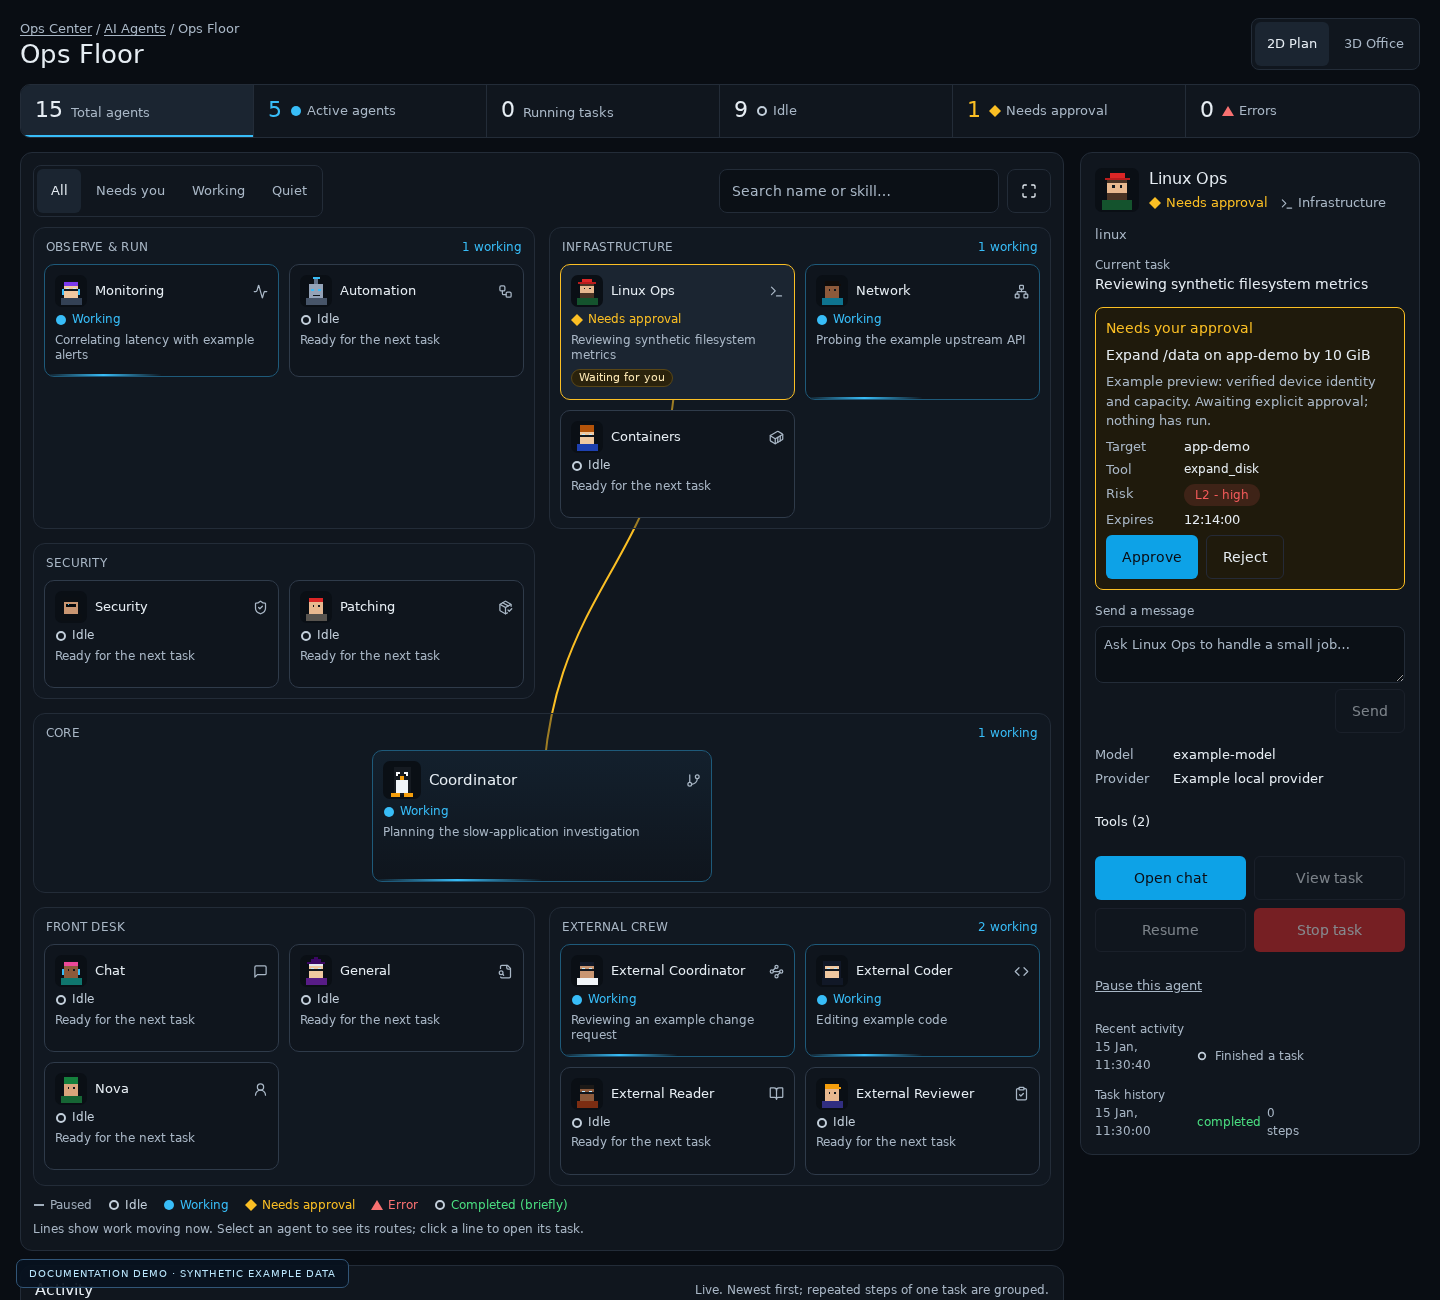 Ops Center / AI Agents / Ops Floor
Ops Floor
2D Plan
3D Office
15 Total agents
5 Active agents
0 Running tasks
9 Idle
1 Needs approval
0 Errors
All
Needs you
Working
Quiet
Search name or skill...
OBSERVE & RUN
1 working
Monitoring
Working
Correlating latency with example
alerts
Automation
Idle
Ready for the next task
INFRASTRUCTURE
1 working
Linux Ops
Needs approval
Reviewing synthetic filesystem
metrics
Waiting for you
Network
Working
Probing the example upstream API
Containers
Idle
Ready for the next task
SECURITY
Security
Idle
Ready for the next task
Patching
Idle
Ready for the next task
CORE
1 working
Coordinator
Working
Planning the slow-application investigation
FRONT DESK
Chat
Idle
Ready for the next task
General
Idle
Ready for the next task
Nova
Idle
Ready for the next task
EXTERNAL CREW
2 working
External Coordinator
Working
Reviewing an example change
request
External Coder
Working
Editing example code
External Reader
Idle
Ready for the next task
External Reviewer
Idle
Ready for the next task
Paused
Idle
Working
Needs approval
Error
Completed (briefly)
Lines show work moving now. Select an agent to see its routes; click a line to open its task.
DOCUMENTATION DEMO · SYNTHETIC EXAMPLE DATA
Activity
Live. Newest first; repeated steps of one task are grouped.
Linux Ops
Needs approval
Infrastructure
linux
Current task
Reviewing synthetic filesystem metrics
Needs your approval
Expand /data on app-demo by 10 GiB
Example preview: verified device identity
and capacity. Awaiting explicit approval;
nothing has run.
Target app-demo
Tool expand_disk
Risk L2 - high
Expires 12:14:00
Approve
Reject
Send a message
Ask Linux Ops to handle a small job...
Send
Model example-model
Provider Example local provider
Tools (2)
Open chat
View task
Resume
Stop task
Pause this agent
Recent activity
15 Jan,
11:30:40
Finished a task
Task history
15 Jan,
11:30:00
completed
0
steps